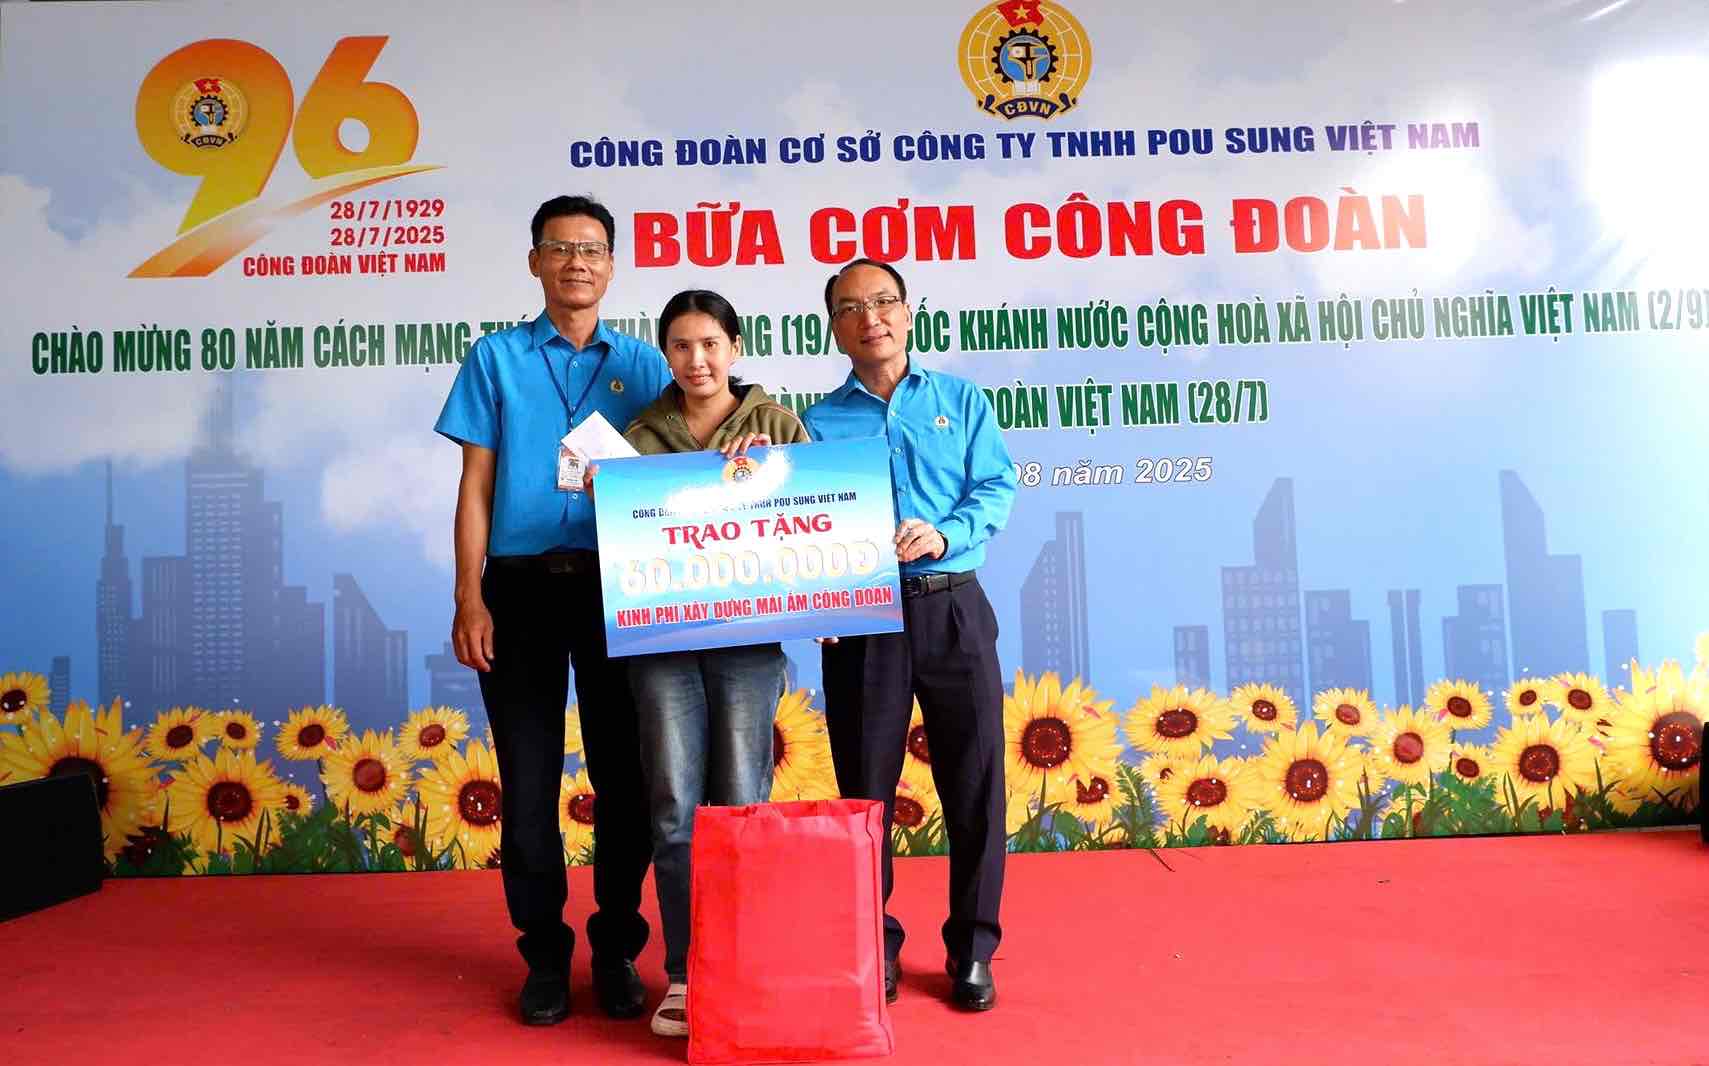 96
CĐVN
28/7/1929
28/7/2025
CÔNG ĐOÀN VIỆT NAM
CĐVN
CÔNG ĐOÀN CƠ SỞ CÔNG TY TNHH POU SUNG VIỆT NAM
BỮA CƠM CÔNG ĐOÀN
CHÀO MỪNG 80 NĂM CÁCH MẠNG (19/ KHÁNH NƯỚC CỘNG HOÀ XÃ HỘI CHỦ NGHĨA VIỆT NAM (2/9)
ĐOÀN VIỆT NAM (28/7)
08 năm 2025
CÔNG TNHH POU SUNG VIỆT NAM
TRAO TẶNG
60.000.000Đ
KINH PHÍ XÂY DỰNG MÁI ẤM CÔNG ĐOÀN